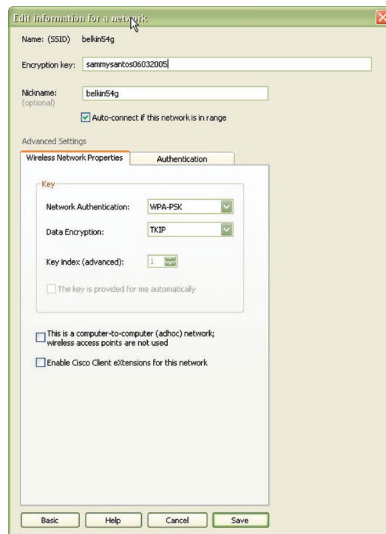 Edit information for a network
Name: (SSID) belkin54g
Encryption key: sammysantos06032005
Nickname: belkin54g
(optional)
Auto-connect if this network is in range
Advanced Settings
Wireless Network Properties Authentication
Key
Network Authentication: WPA-PSK
Data Encryption: TKIP
Key index (advanced): 1
The key is provided for me automatically
This is a computer-to-computer (adhoc) network;
wireless access points are not used
Enable Cisco Client eXtensions for this network
Basic Help Cancel Save